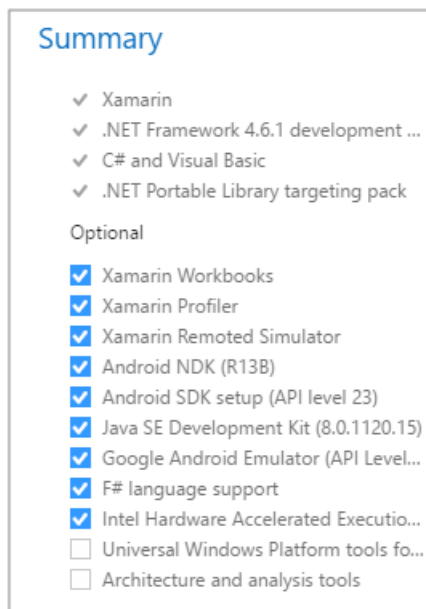 Summary
Xamarin
.NET Framework 4.6.1 development ...
C# and Visual Basic
.NET Portable Library targeting pack
Optional
Xamarin Workbooks
Xamarin Profiler
Xamarin Remoted Simulator
Android NDK (R13B)
Android SDK setup (API level 23)
Java SE Development Kit (8.0.1120.15)
Google Android Emulator (API Level...
F# language support
Intel Hardware Accelerated Executio...
Universal Windows Platform tools fo...
Architecture and analysis tools